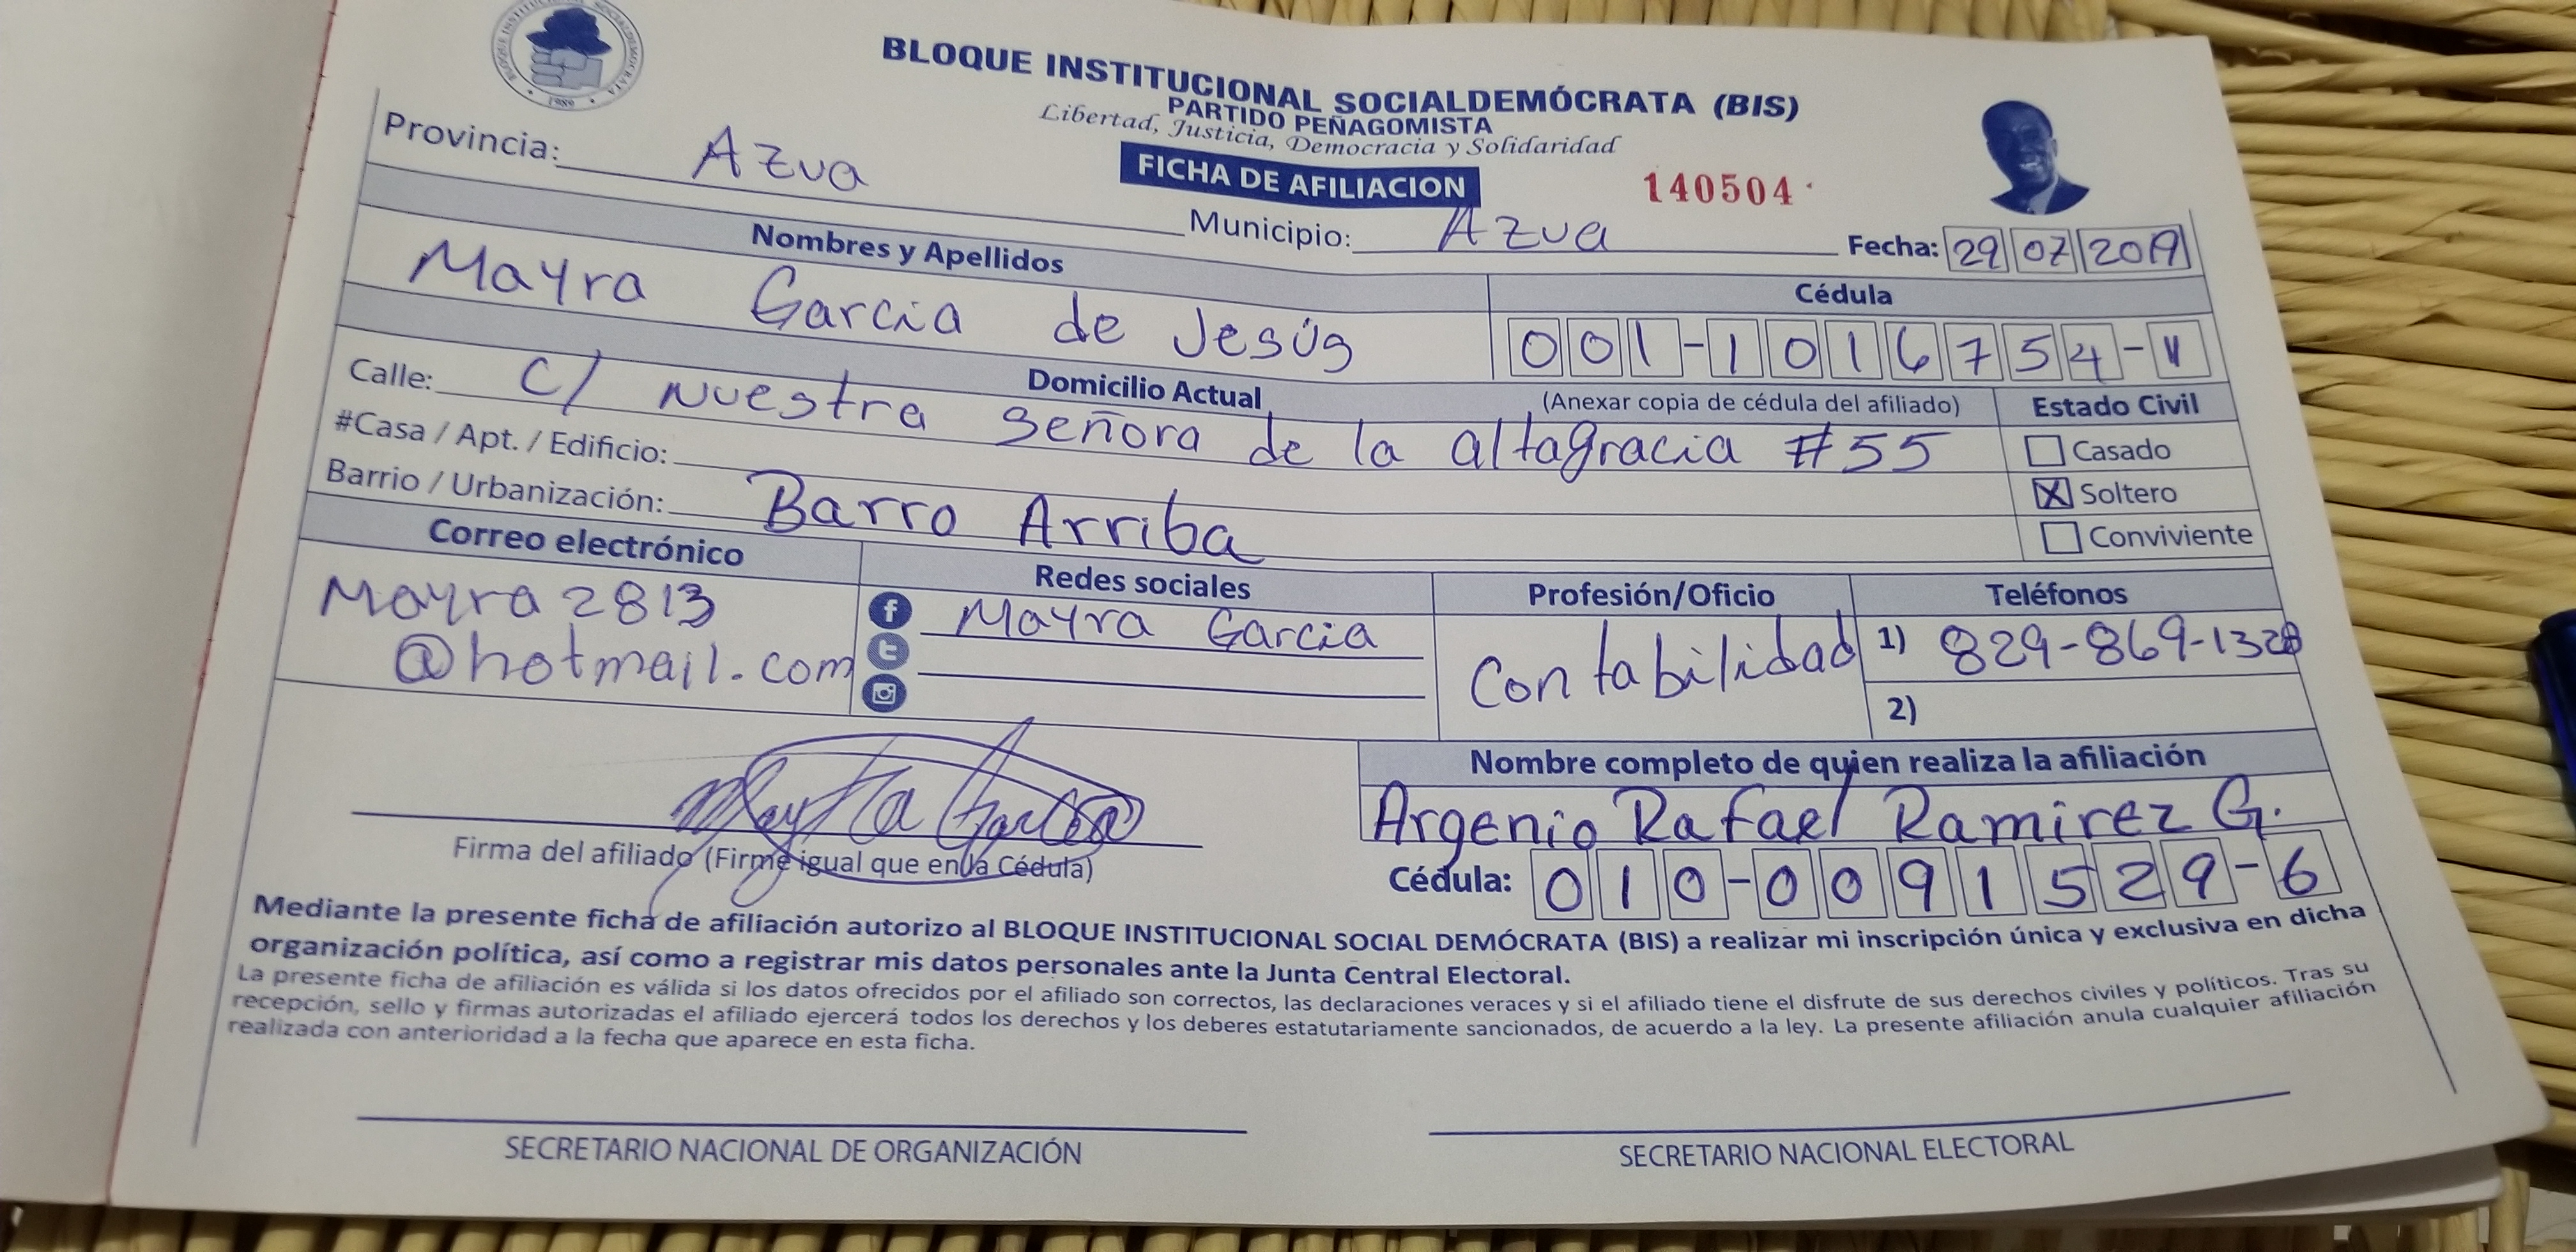 BLOQUE INSTITUCIONAL SOCIALDEMÓCRATA
1989
BLOQUE INSTITUCIONAL SOCIALDEMÓCRATA (BIS)
PARTIDO PEÑAGOMISTA
Libertad, Justicia, Democracia y Solidaridad
FICHA DE AFILIACION
140504
Provincia: Azua Municipio: Azua Fecha: 29 07 2019
Nombres y Apellidos
Cédula
Mayra Garcia de Jesús
001-1016754-
Domicilio Actual
(Anexar copia de cédula del afiliado)
Estado Civil
Calle: C/ Nuestra señora de la altagracia #55
Casado
#Casa / Apt. / Edificio:
X Soltero
Barrio / Urbanización: Barro Arriba
Conviviente
Correo electrónico
Redes sociales
Profesión/Oficio
Teléfonos
Mayra2813
@hotmail.com
Mayra Garcia
Contabilidad
1) 829-869-1328
2)
Mayra Garcia
Firma del afiliado (Firme igual que en la Cédula)
Nombre completo de quien realiza la afiliación
Argenio Rafael Ramirez G.
Cédula: 010-0091529-6
Mediante la presente ficha de afiliación autorizo al BLOQUE INSTITUCIONAL SOCIAL DEMÓCRATA (BIS) a realizar mi inscripción única y exclusiva en dicha
organización política, así como a registrar mis datos personales ante la Junta Central Electoral.
La presente ficha de afiliación es válida si los datos ofrecidos por el afiliado son correctos, las declaraciones veraces y si el afiliado tiene el disfrute de sus derechos civiles y políticos. Tras su
recepción, sello y firmas autorizadas el afiliado ejercerá todos los derechos y los deberes estatutariamente sancionados, de acuerdo a la ley. La presente afiliación anula cualquier afiliación
realizada con anterioridad a la fecha que aparece en esta ficha.
SECRETARIO NACIONAL DE ORGANIZACIÓN
SECRETARIO NACIONAL ELECTORAL